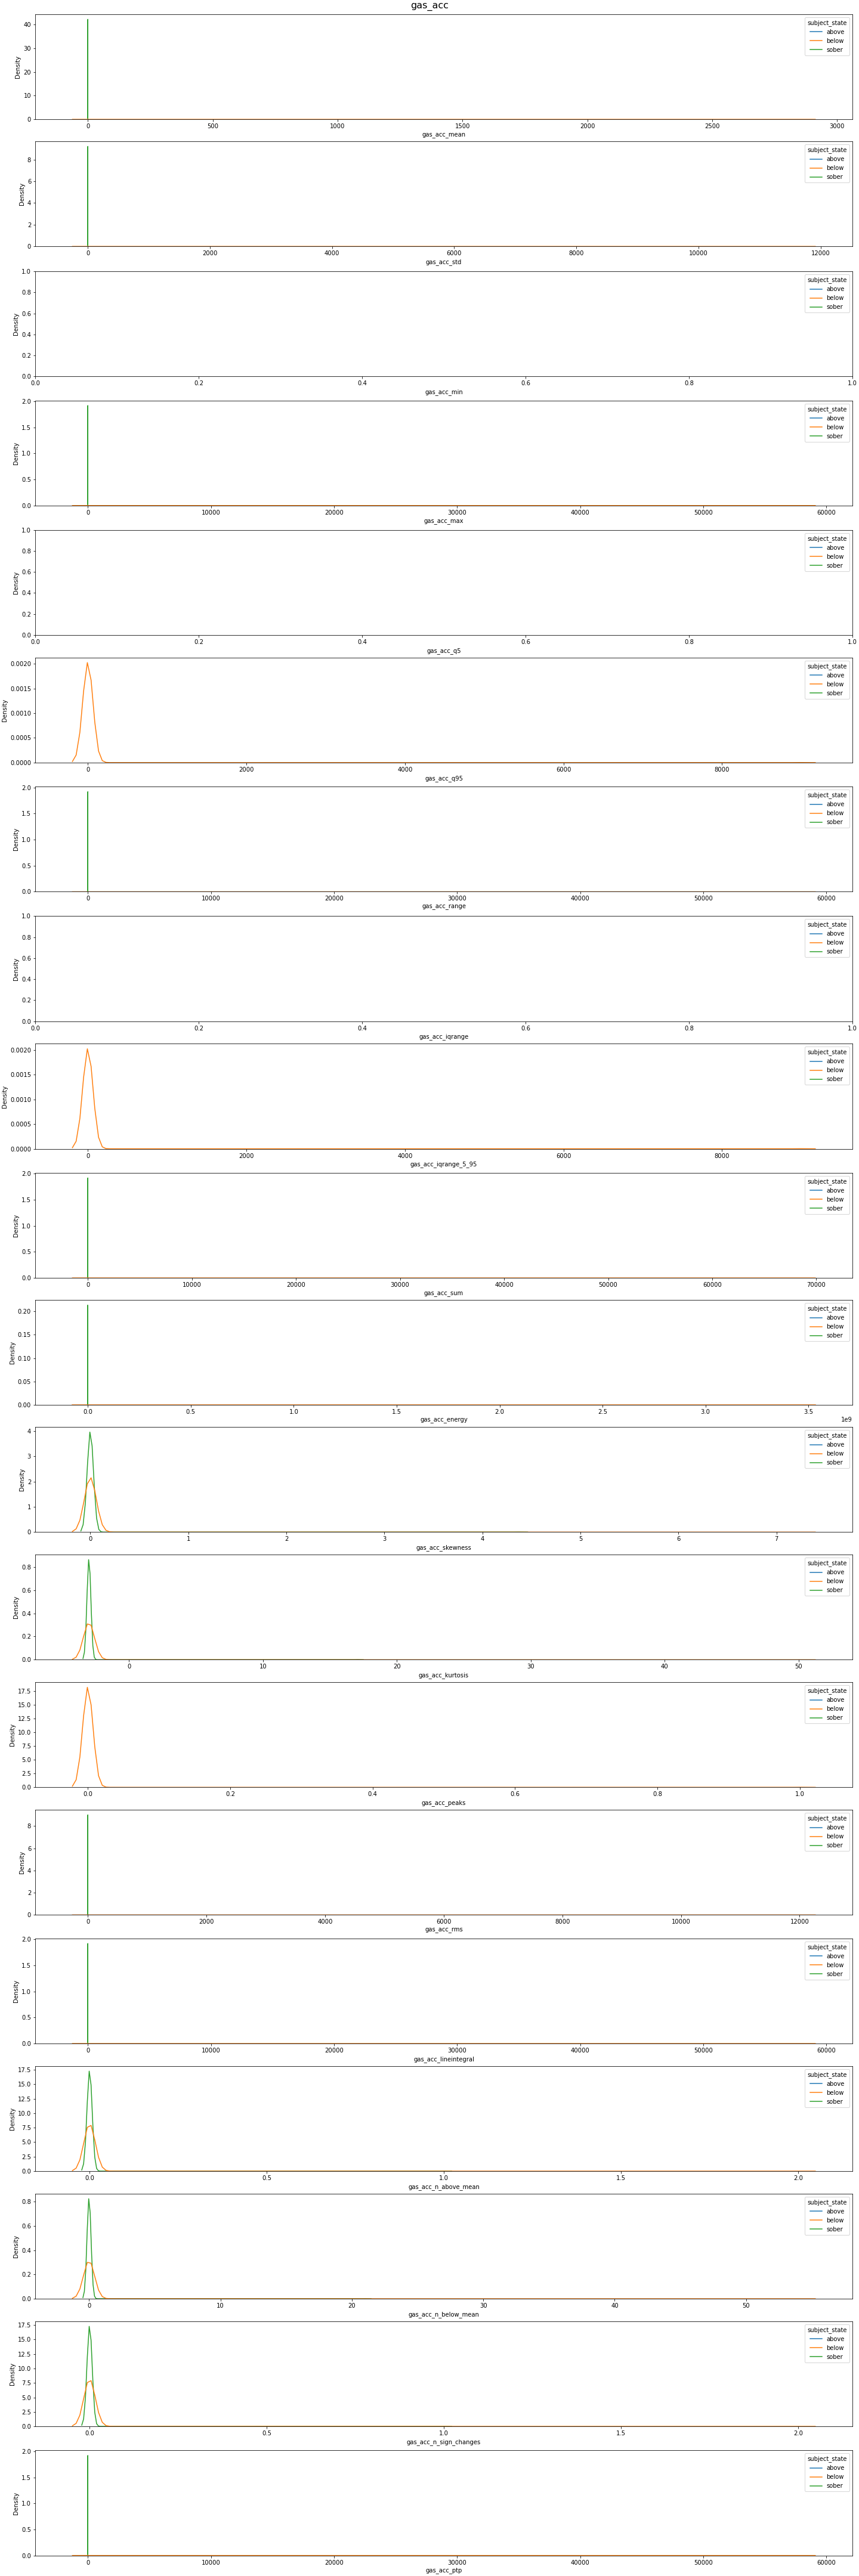 gas_acc
subject_state
above
below
sober
Density
40
30
20
10
0
0 500 1000 1500 2000 2500 3000
gas_acc_mean
subject_state
above
below
sober
Density
8
6
4
2
0
0 2000 4000 6000 8000 10000 12000
gas_acc_std
subject_state
above
below
sober
Density
1.0
0.8
0.6
0.4
0.2
0.0
0.0 0.2 0.4 0.6 0.8 1.0
gas_acc_min
subject_state
above
below
sober
Density
2.0
1.5
1.0
0.5
0.0
0 10000 20000 30000 40000 50000 60000
gas_acc_max
subject_state
above
below
sober
Density
1.0
0.8
0.6
0.4
0.2
0.0
0.0 0.2 0.4 0.6 0.8 1.0
gas_acc_q5
subject_state
above
below
sober
Density
0.0020
0.0015
0.0010
0.0005
0.0000
0 2000 4000 6000 8000
gas_acc_q95
subject_state
above
below
sober
Density
2.0
1.5
1.0
0.5
0.0
0 10000 20000 30000 40000 50000 60000
gas_acc_range
subject_state
above
below
sober
Density
1.0
0.8
0.6
0.4
0.2
0.0
0.0 0.2 0.4 0.6 0.8 1.0
gas_acc_iqrange
subject_state
above
below
sober
Density
0.0020
0.0015
0.0010
0.0005
0.0000
0 2000 4000 6000 8000
gas_acc_iqrange_5_95
subject_state
above
below
sober
Density
2.0
1.5
1.0
0.5
0.0
0 10000 20000 30000 40000 50000 60000 70000
gas_acc_sum
subject_state
above
below
sober
Density
0.20
0.15
0.10
0.05
0.00
0.0 0.5 1.0 1.5 2.0 2.5 3.0 3.5
gas_acc_energy
1e9
subject_state
above
below
sober
Density
4
3
2
1
0
0 1 2 3 4 5 6 7
gas_acc_skewness
subject_state
above
below
sober
Density
0.8
0.6
0.4
0.2
0.0
0 10 20 30 40 50
gas_acc_kurtosis
subject_state
above
below
sober
Density
17.5
15.0
12.5
10.0
7.5
5.0
2.5
0.0
0.0 0.2 0.4 0.6 0.8 1.0
gas_acc_peaks
subject_state
above
below
sober
Density
8
6
4
2
0
0 2000 4000 6000 8000 10000 12000
gas_acc_rms
subject_state
above
below
sober
Density
2.0
1.5
1.0
0.5
0.0
0 10000 20000 30000 40000 50000 60000
gas_acc_lineintegral
subject_state
above
below
sober
Density
17.5
15.0
12.5
10.0
7.5
5.0
2.5
0.0
0.0 0.5 1.0 1.5 2.0
gas_acc_n_above_mean
subject_state
above
below
sober
Density
0.8
0.6
0.4
0.2
0.0
0 10 20 30 40 50
gas_acc_n_below_mean
subject_state
above
below
sober
Density
17.5
15.0
12.5
10.0
7.5
5.0
2.5
0.0
0.0 0.5 1.0 1.5 2.0
gas_acc_n_sign_changes
subject_state
above
below
sober
Density
2.0
1.5
1.0
0.5
0.0
0 10000 20000 30000 40000 50000 60000
gas_acc_ptp